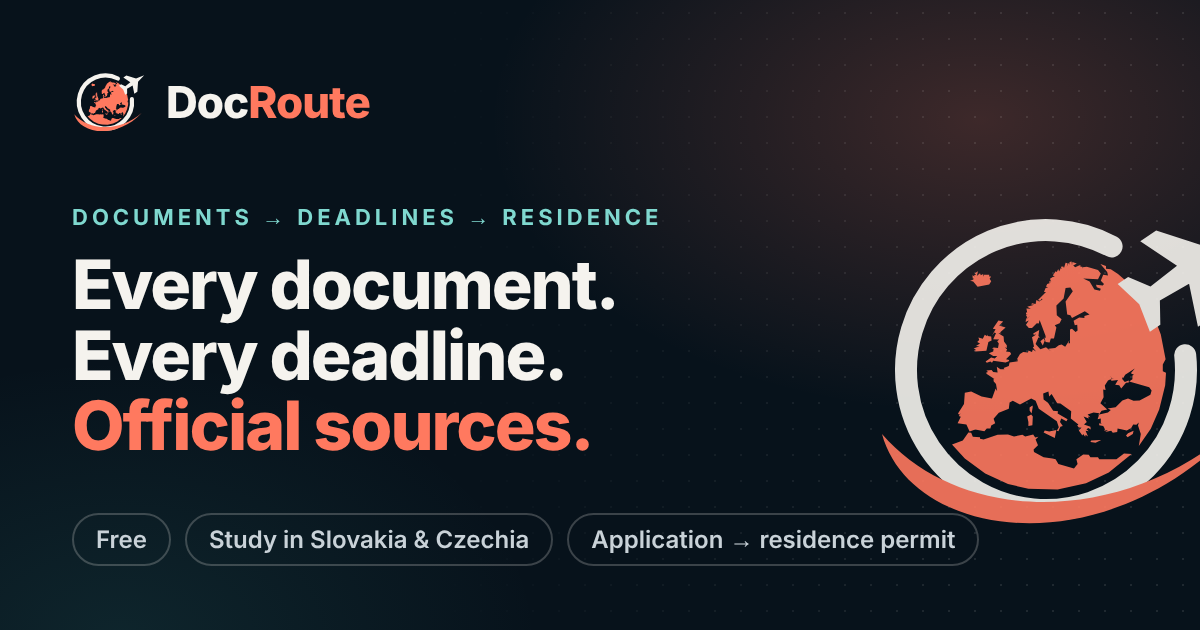 DocRoute
DOCUMENTS → DEADLINES → RESIDENCE
Every document.
Every deadline.
Official sources.
Free
Study in Slovakia & Czechia
Application → residence permit